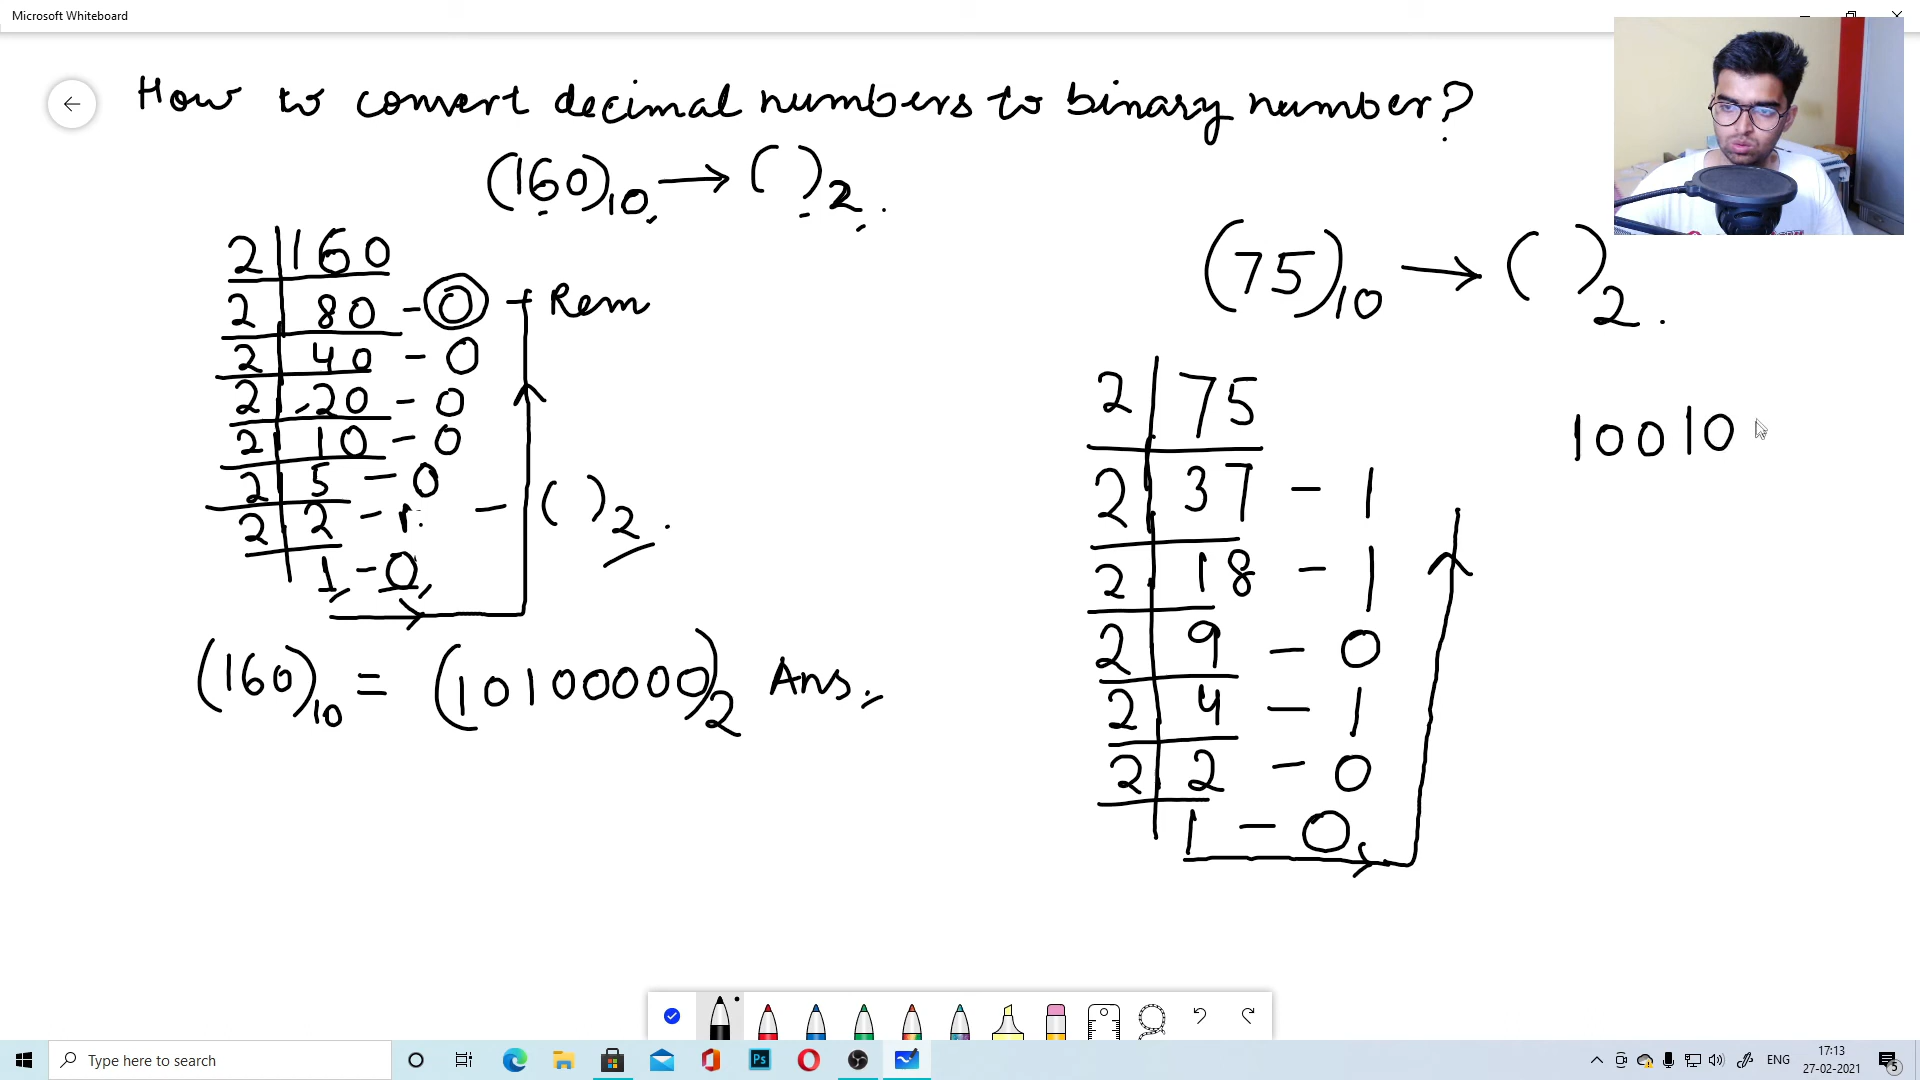 Microsoft Whiteboard
How to convert decimal numbers to binary number?
(160)10 → ( )2.
2 | 160
2 | 80 - 0 Rem
2 | 40 - 0
2 | 20 - 0
2 | 10 - 0
2 | 5 - 0
2 | 2 - 1 - ( )2.
1 - 0
(160)10 = (10100000)2 Ans.
(75)10 → ( )2.
2 | 75
2 | 37 - 1
2 | 18 - 1
2 | 9 - 0
2 | 4 - 1
2 | 2 - 0
1 - 0
10010
Type here to search
Ps
ENG
17:13
27-02-2021
5